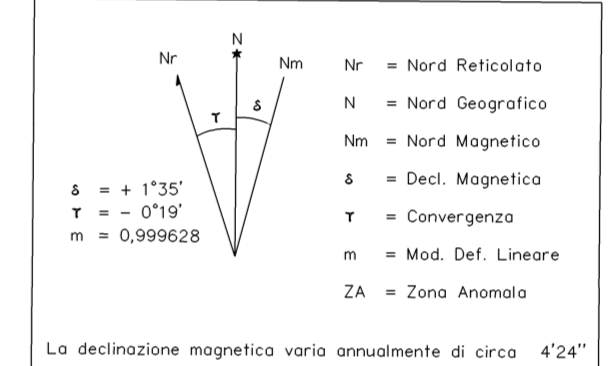 N
Nr
Nm
δ
τ
δ = + 1°35'
τ = – 0°19'
m = 0,999628
Nr = Nord Reticolato
N = Nord Geografico
Nm = Nord Magnetico
δ = Decl. Magnetica
τ = Convergenza
m = Mod. Def. Lineare
ZA = Zona Anomala
La declinazione magnetica varia annualmente di circa 4'24"